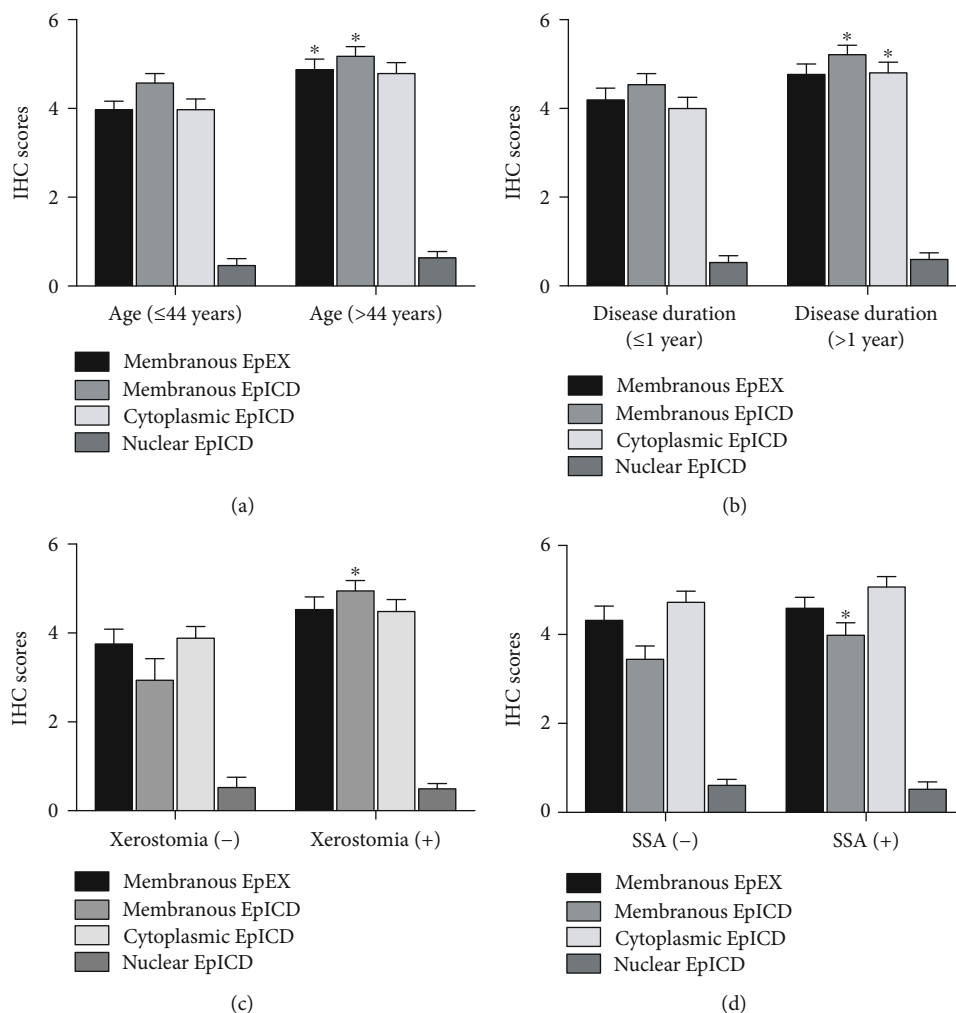 6
4
2
0
IHC scores
* *
Age (≤44 years) Age (>44 years)
Membranous EpEX
Membranous EpICD
Cytoplasmic EpICD
Nuclear EpICD
(a)
6
4
2
0
IHC scores
* *
Disease duration
(≤1 year)
Disease duration
(>1 year)
Membranous EpEX
Membranous EpICD
Cytoplasmic EpICD
Nuclear EpICD
(b)
6
4
2
0
IHC scores
*
Xerostomia (−) Xerostomia (+)
Membranous EpEX
Membranous EpICD
Cytoplasmic EpICD
Nuclear EpICD
(c)
6
4
2
0
IHC scores
*
SSA (−) SSA (+)
Membranous EpEX
Membranous EpICD
Cytoplasmic EpICD
Nuclear EpICD
(d)